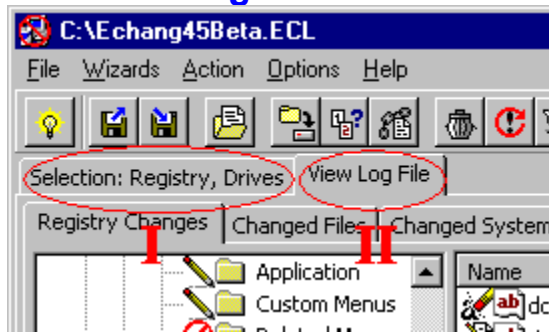 C:\Echang45Beta.ECL
File Wizards Action Options Help
Selection: Registry, Drives View Log File
Registry Changes Changed Files Changed System
I II
Application Name
Custom Menus ab